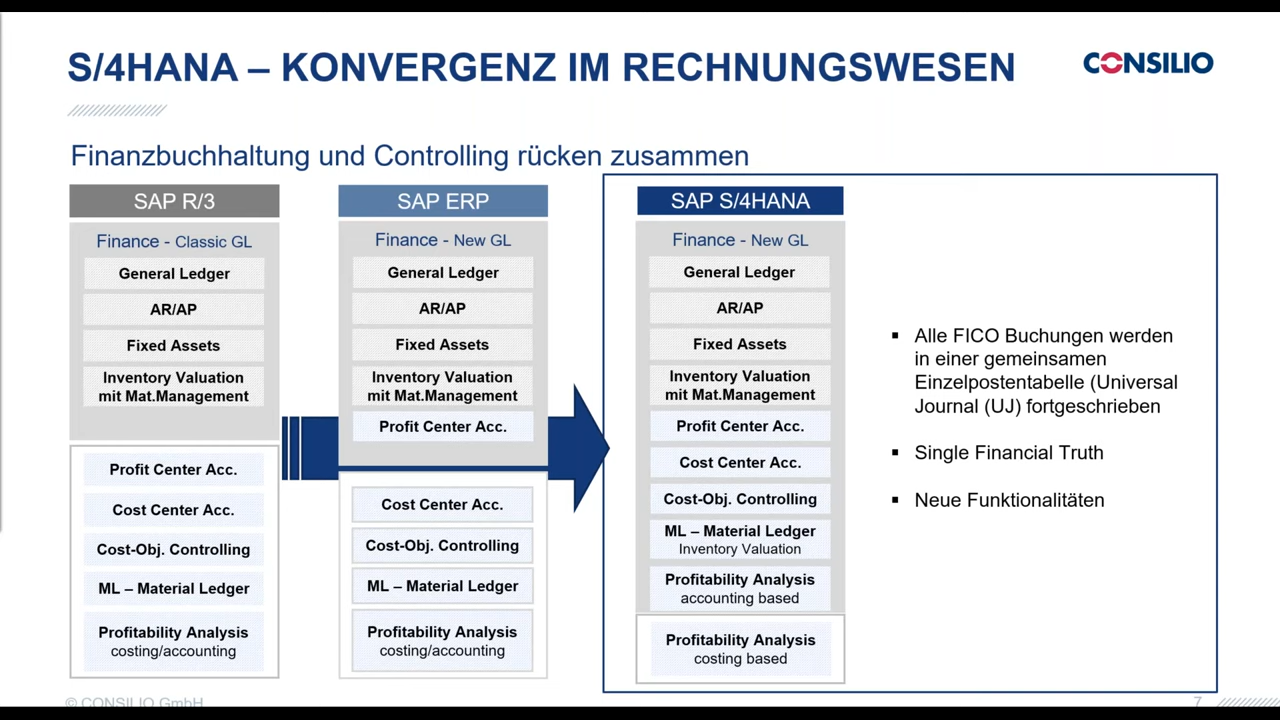 S/4HANA – KONVERGENZ IM RECHNUNGSWESEN
CONSILIO
Finanzbuchhaltung und Controlling rücken zusammen
SAP R/3
Finance - Classic GL
General Ledger
AR/AP
Fixed Assets
Inventory Valuation
mit Mat.Management
Profit Center Acc.
Cost Center Acc.
Cost-Obj. Controlling
ML – Material Ledger
Profitability Analysis
costing/accounting
SAP ERP
Finance - New GL
General Ledger
AR/AP
Fixed Assets
Inventory Valuation
mit Mat.Management
Profit Center Acc.
Cost Center Acc.
Cost-Obj. Controlling
ML – Material Ledger
Profitability Analysis
costing/accounting
SAP S/4HANA
Finance - New GL
General Ledger
AR/AP
Fixed Assets
Inventory Valuation
mit Mat.Management
Profit Center Acc.
Cost Center Acc.
Cost-Obj. Controlling
ML – Material Ledger
Inventory Valuation
Profitability Analysis
accounting based
Profitability Analysis
costing based
▪ Alle FICO Buchungen werden
in einer gemeinsamen
Einzelpostentabelle (Universal
Journal (UJ) fortgeschrieben
▪ Single Financial Truth
▪ Neue Funktionalitäten
© CONSILIO GmbH
7